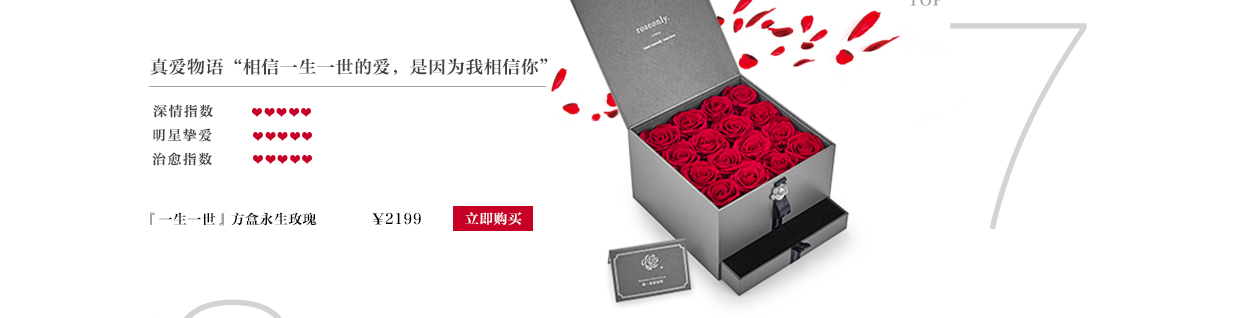 TOP
7
roseonly.
真爱物语“相信一生一世的爱，是因为我相信你”
深情指数
明星挚爱
治愈指数
『一生一世』方盒永生玫瑰 ¥2199 立即购买